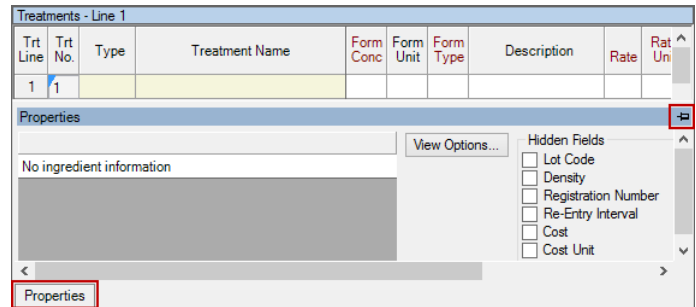 Treatments - Line 1
Trt Line Trt No. Type Treatment Name Form Conc Form Unit Form Type Description Rate
1 1
Properties
View Options... Hidden Fields
No ingredient information Lot Code
Density
Registration Number
Re-Entry Interval
Cost
Cost Unit
Properties